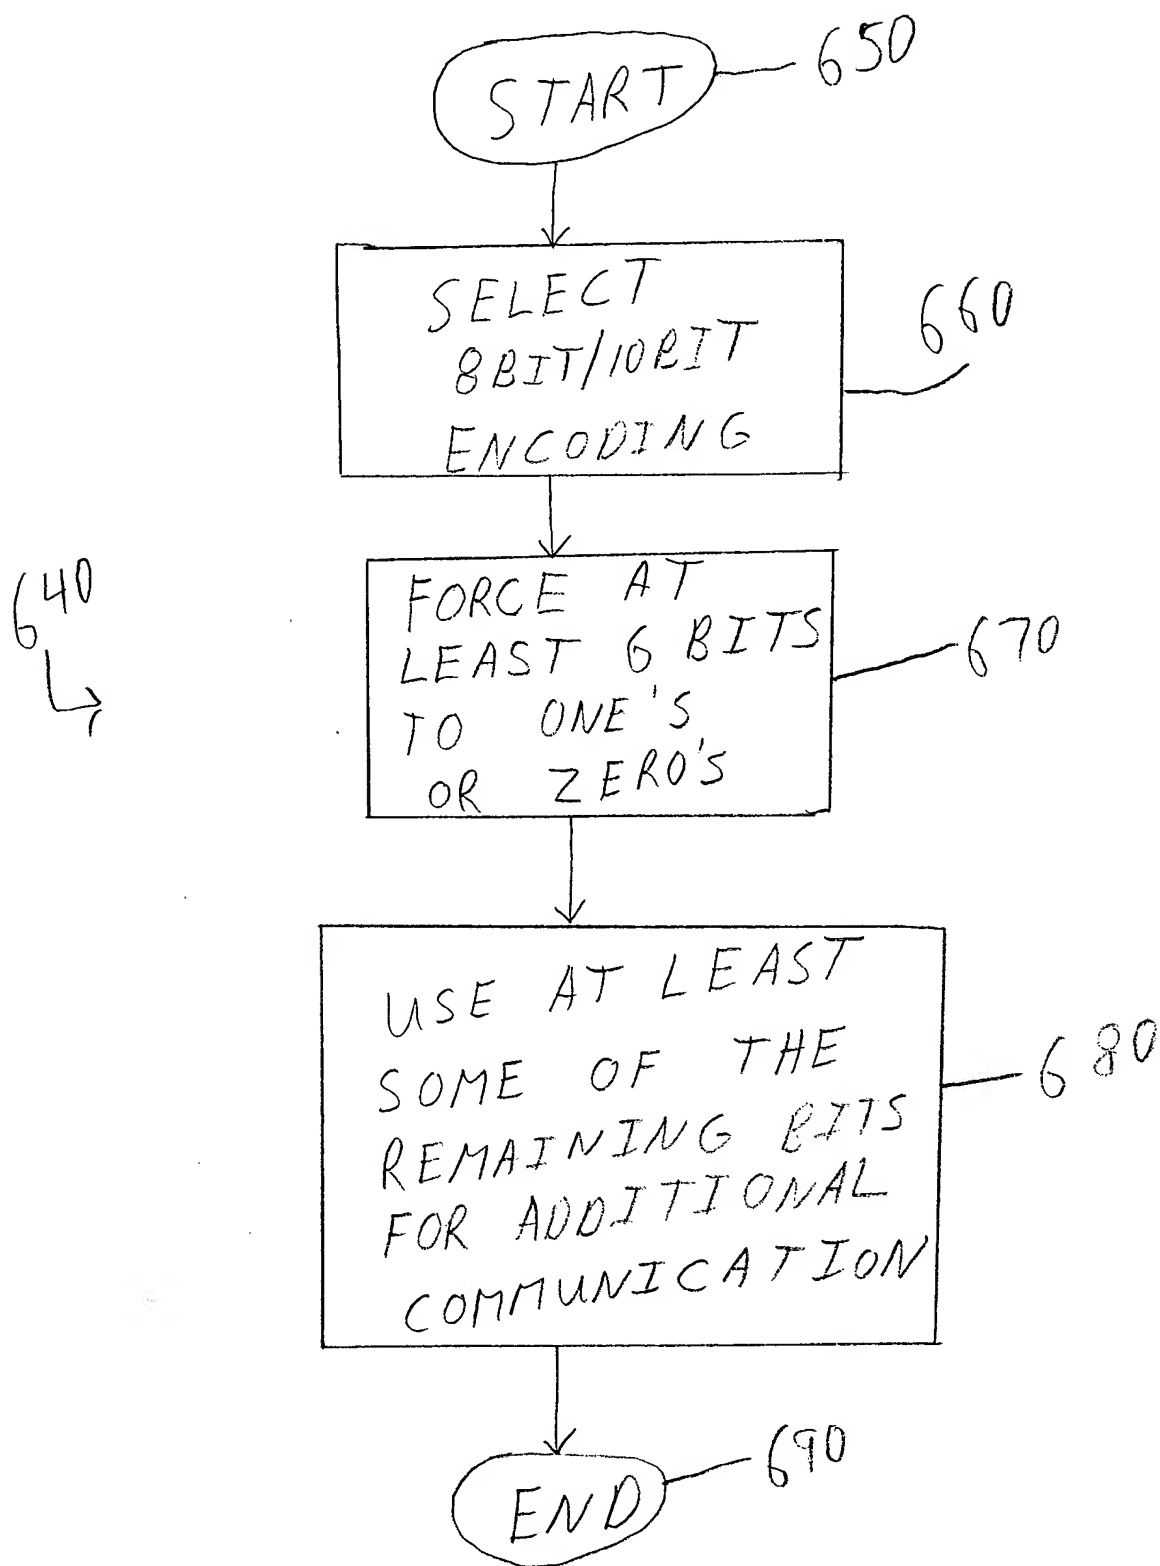 START
650
SELECT
8BIT/10BIT
ENCODING
660
640
FORCE AT
LEAST 6 BITS
TO ONE'S
OR ZERO'S
670
USE AT LEAST
SOME OF THE
REMAINING BITS
FOR ADDITIONAL
COMMUNICATION
680
END
690